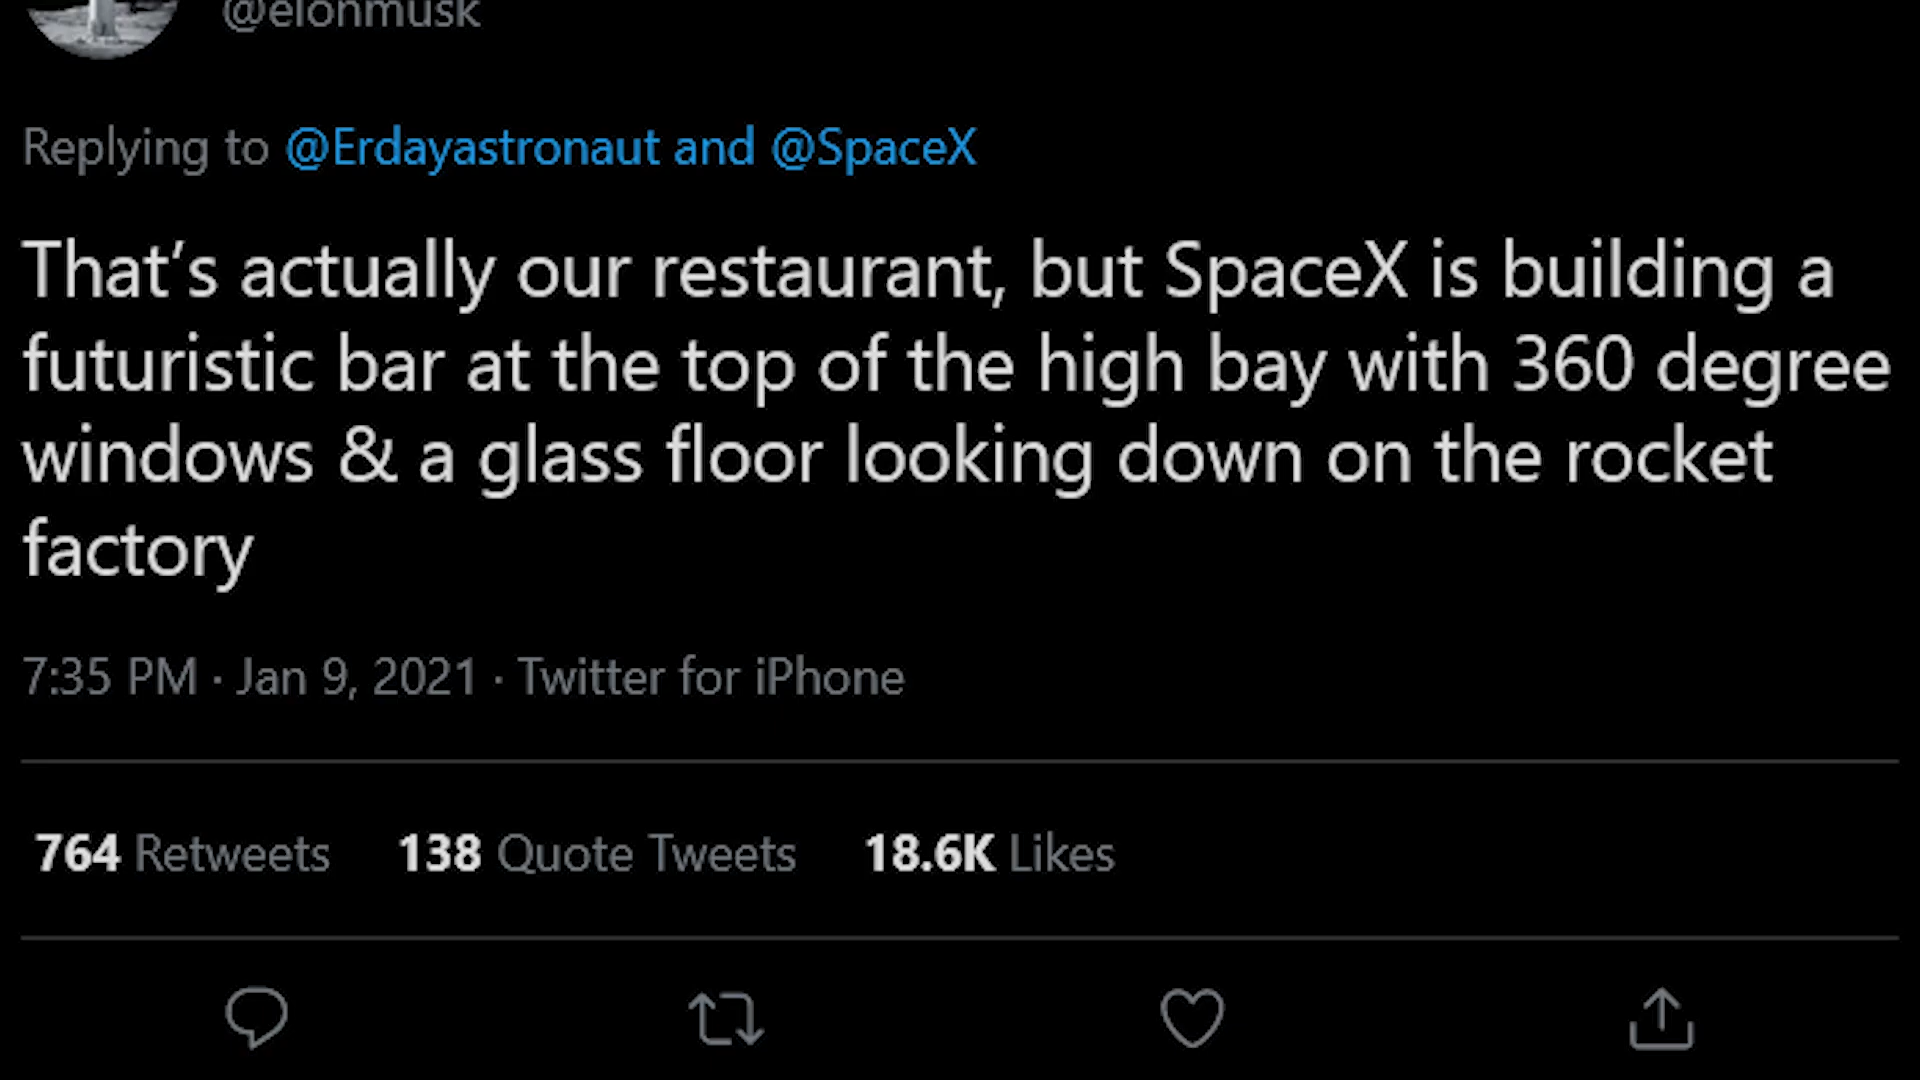 @elonmusk
Replying to @Erdayastronaut and @SpaceX
That’s actually our restaurant, but SpaceX is building a
futuristic bar at the top of the high bay with 360 degree
windows & a glass floor looking down on the rocket
factory
7:35 PM · Jan 9, 2021 · Twitter for iPhone
764 Retweets 138 Quote Tweets 18.6K Likes